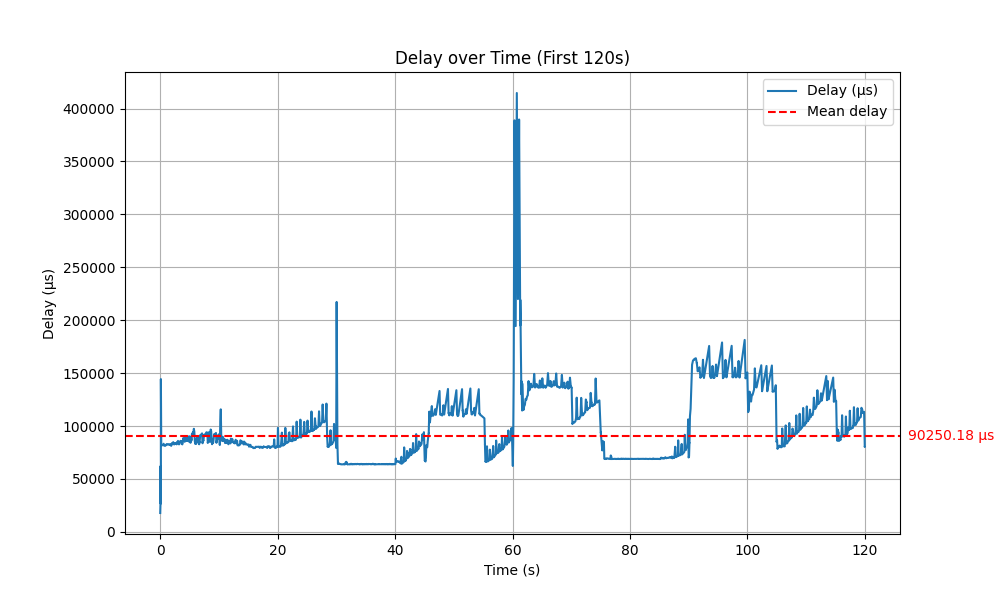 Delay over Time (First 120s)
Delay (µs)
Mean delay
400000
350000
300000
250000
200000
150000
100000
50000
0
Delay (µs)
90250.18 µs
0 20 40 60 80 100 120
Time (s)